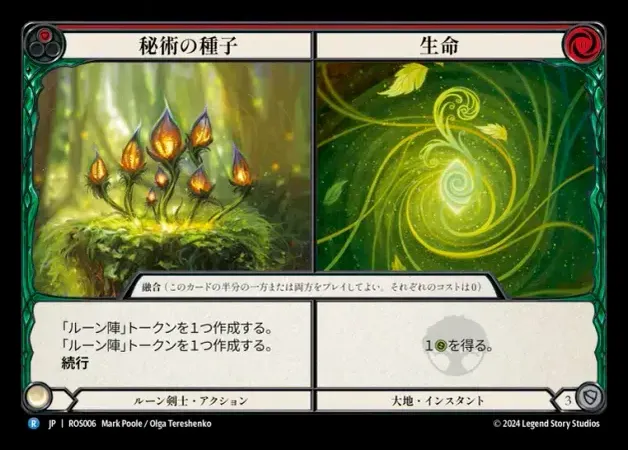 秘術の種子
生命
融合（このカードの半分の一方または両方をプレイしてよい。それぞれのコストは0）
「ルーン陣」トークンを1つ作成する。
「ルーン陣」トークンを1つ作成する。
続行
1を得る。
ルーン剣士・アクション
大地・インスタント
3
R JP | ROS006 Mark Poole / Olga Tereshenko
© 2024 Legend Story Studios